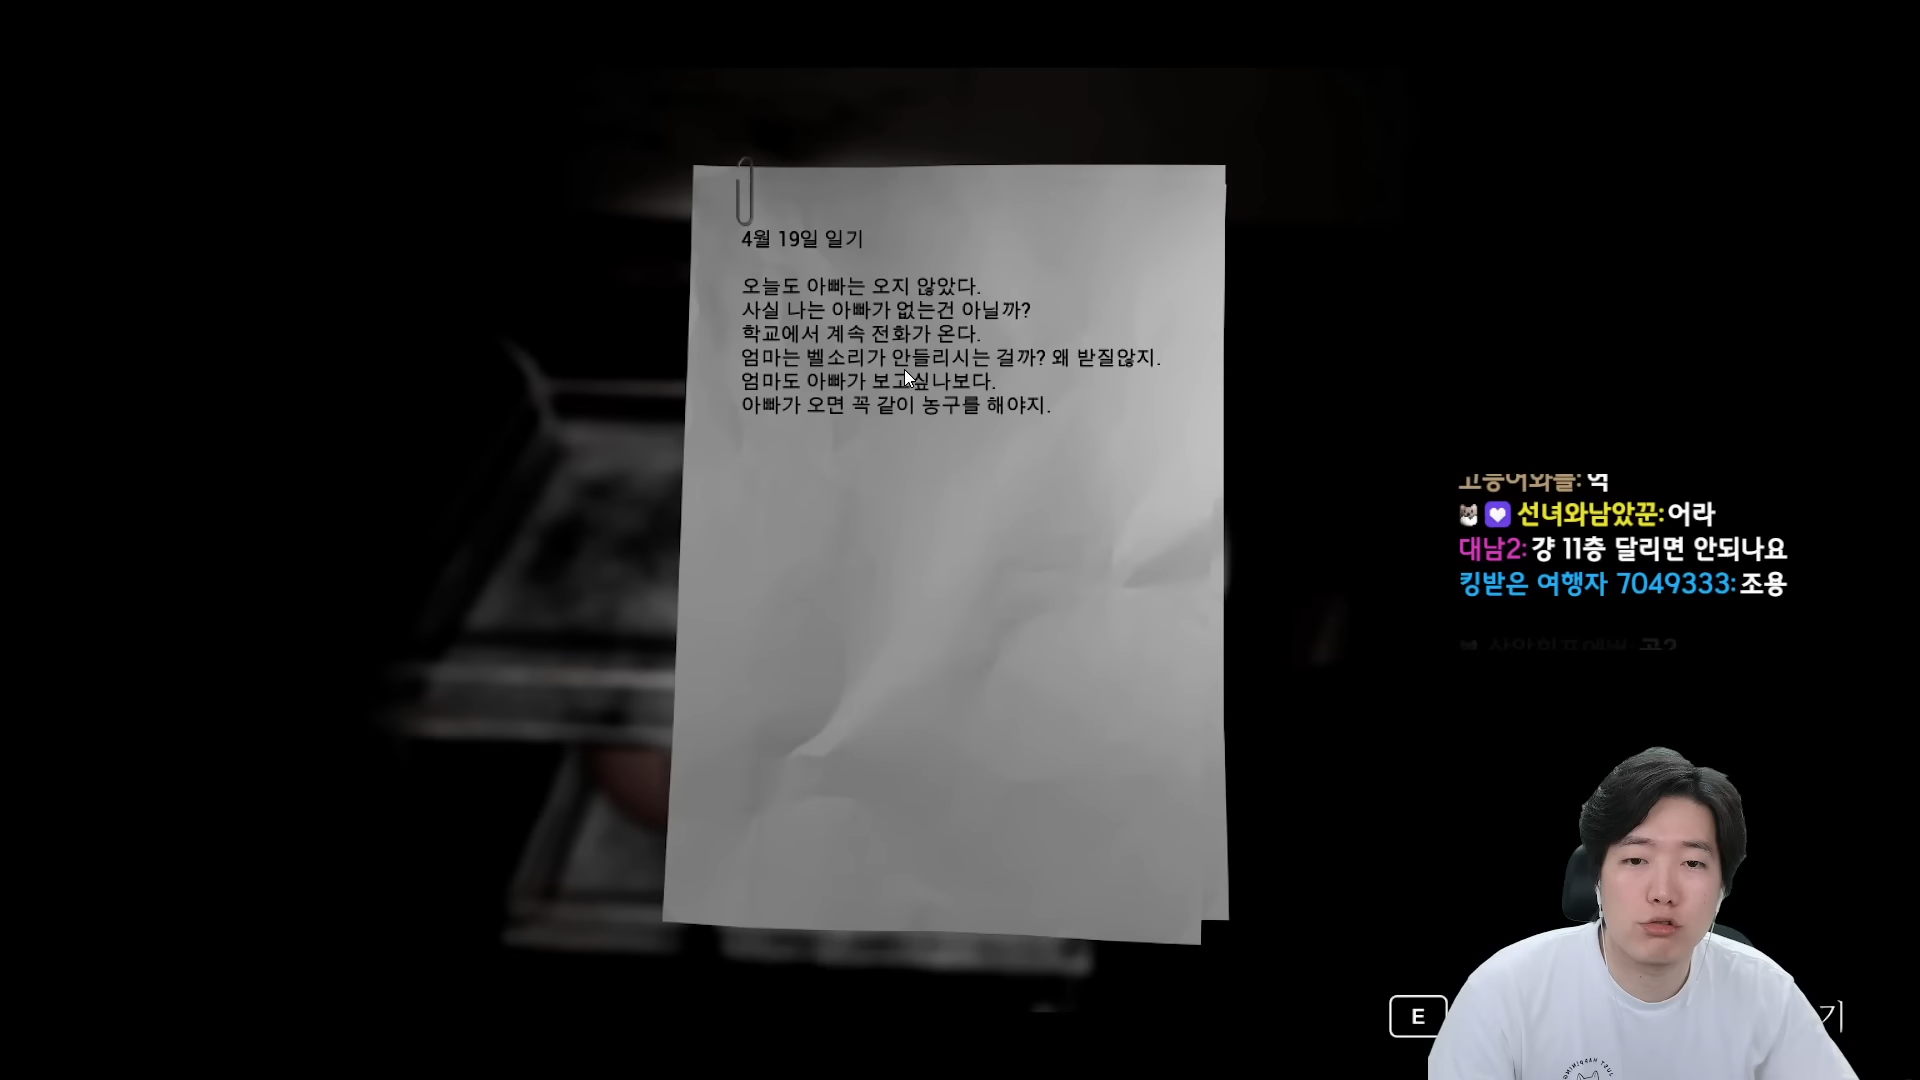 4월 19일 일기
오늘도 아빠는 오지 않았다.
사실 나는 아빠가 없는건 아닐까?
학교에서 계속 전화가 온다.
엄마는 벨소리가 안들리시는 걸까? 왜 받질않지.
엄마도 아빠가 보고싶나보다.
아빠가 오면 꼭 같이 농구를 해야지.
선녀와남았꾼: 어라
대남2: 걍 11층 달리면 안되나요
킹받은 여행자 7049333: 조용
E
기